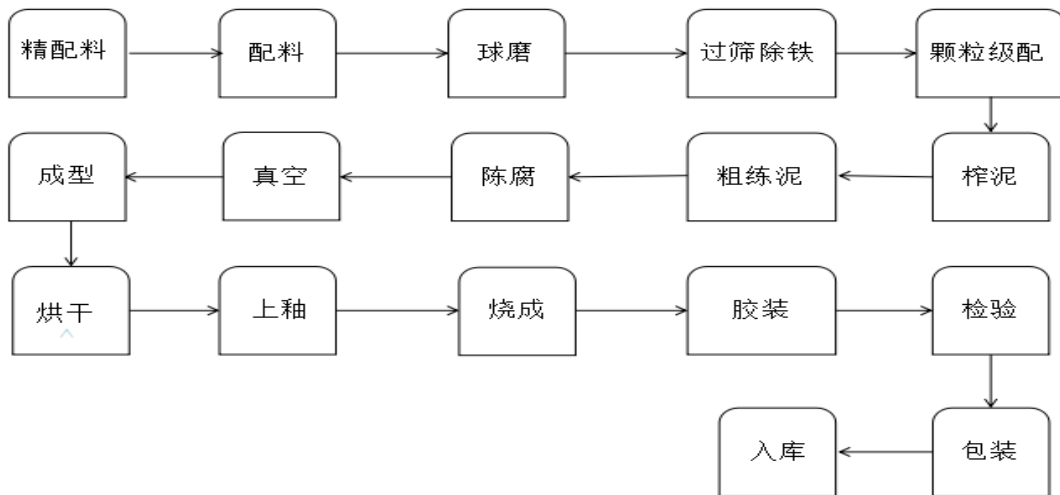 精配料 配料 球磨 过筛除铁 颗粒级配
成型 真空 陈腐 粗练泥 榨泥
烘干 上釉 烧成 胶装 检验
入库 包装